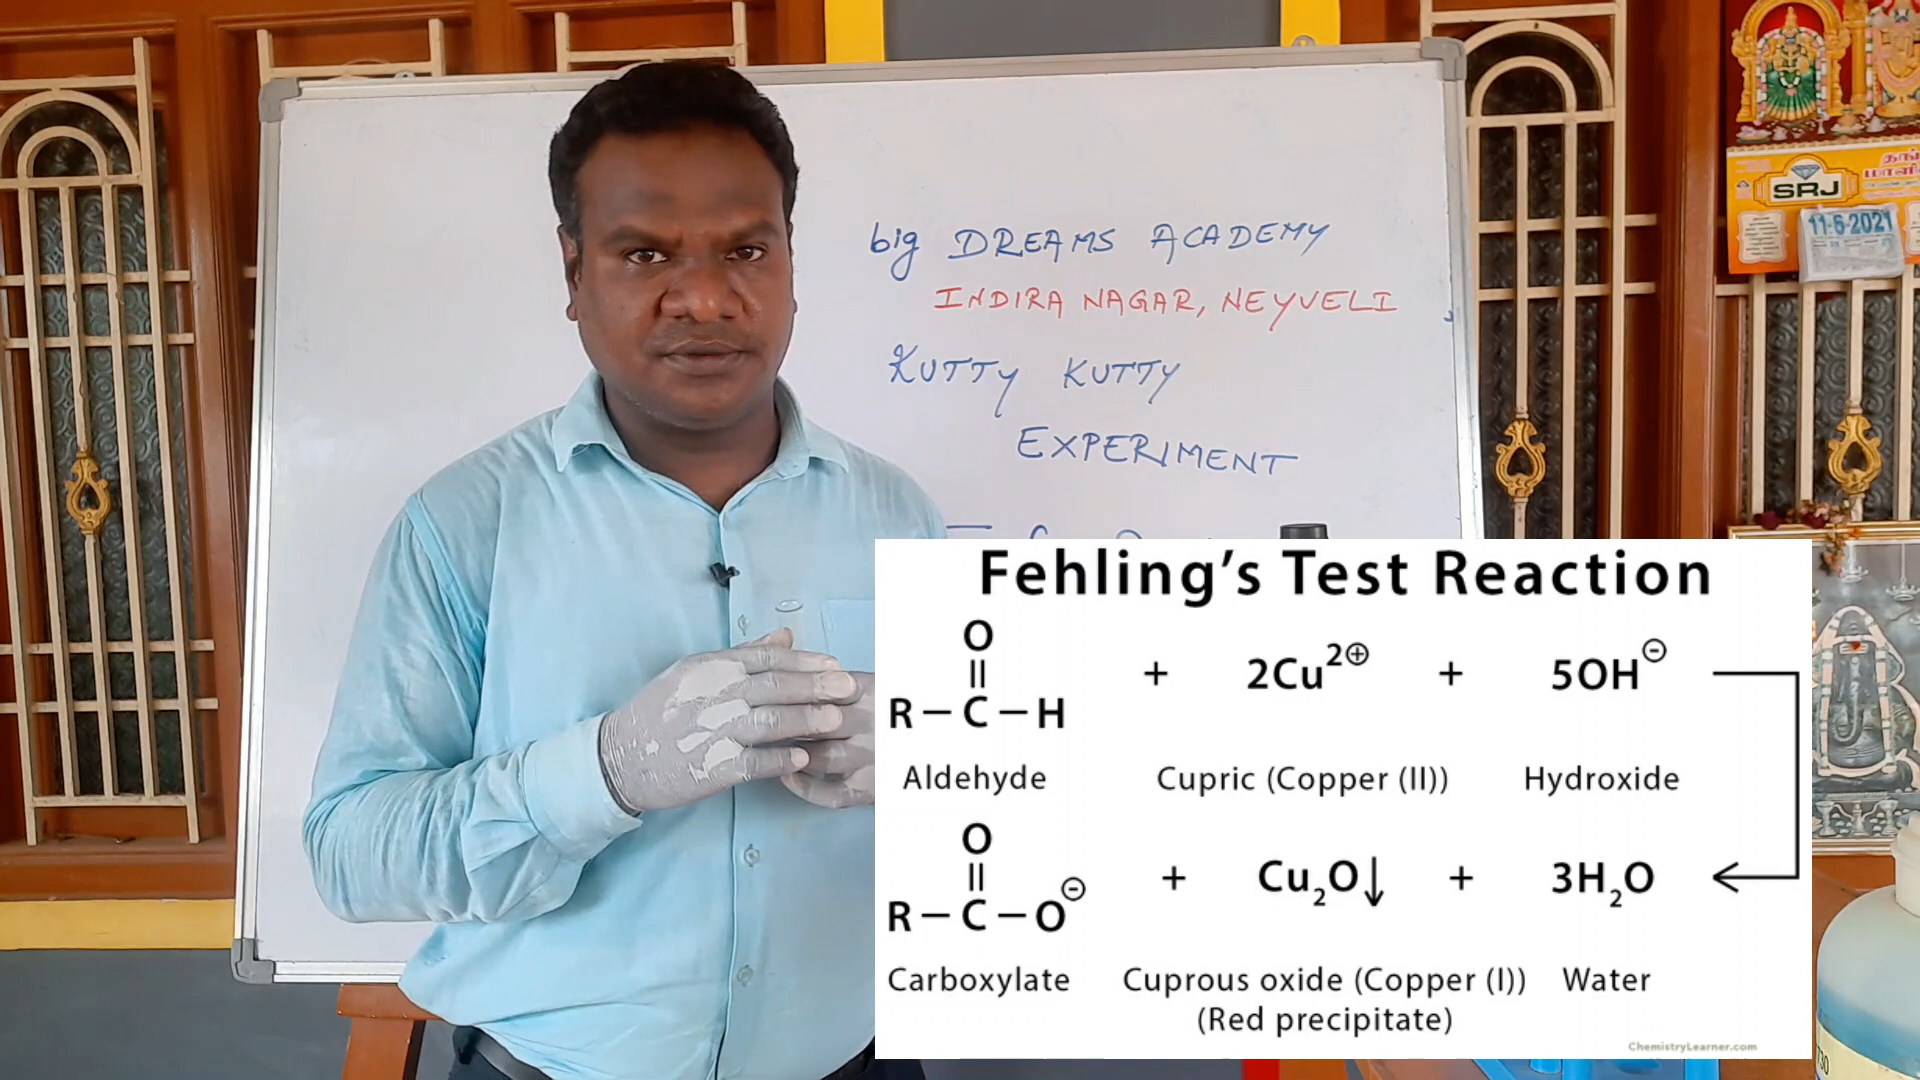 big DREAMS ACADEMY
INDIRA NAGAR, NEYVELI
KUTTY KUTTY
EXPERIMENT
SRJ
11-6-2021
Fehling's Test Reaction
O
R – C – H + 2Cu²⊕ + 5OH⊖
Aldehyde Cupric (Copper (II)) Hydroxide
O
R – C – O⊖ + Cu₂O↓ + 3H₂O
Carboxylate Cuprous oxide (Copper (I)) Water
(Red precipitate)
ChemistryLearner.com